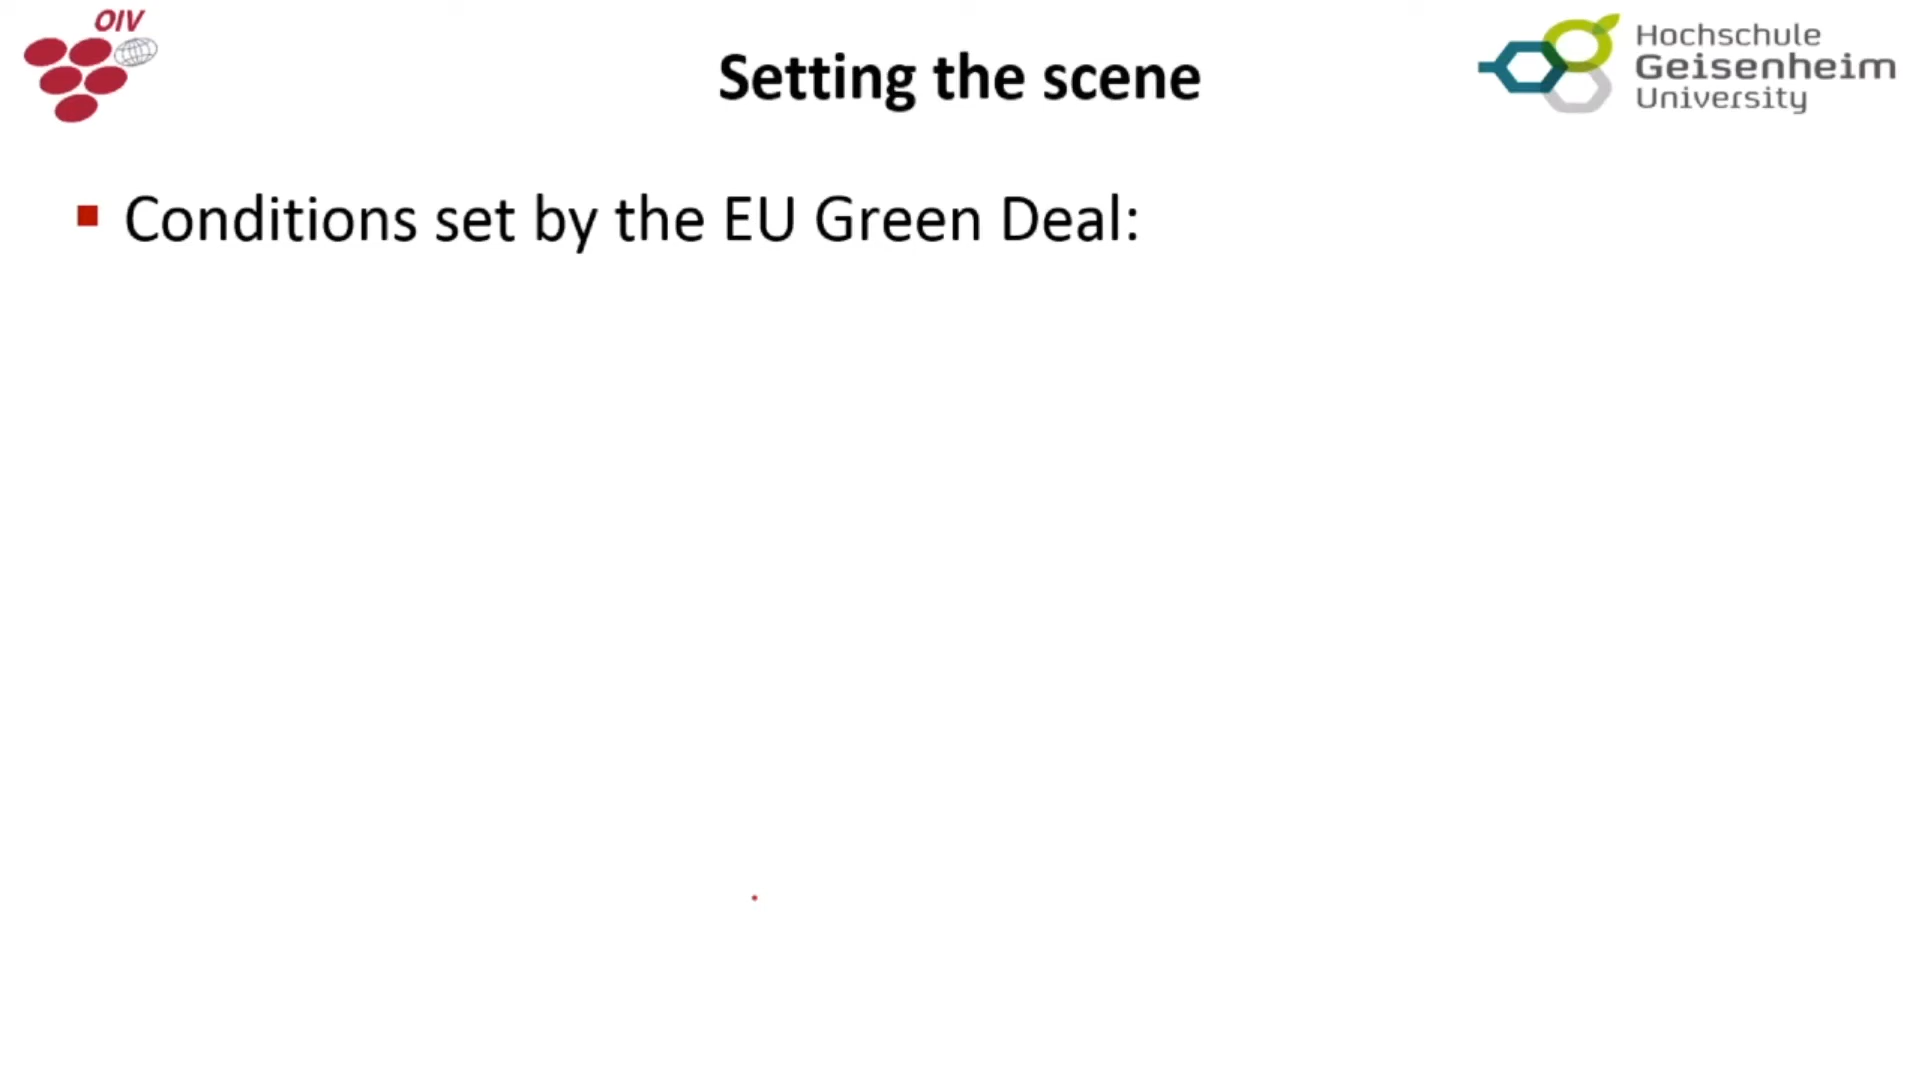 OIV
Setting the scene
Hochschule
Geisenheim
University
Conditions set by the EU Green Deal: